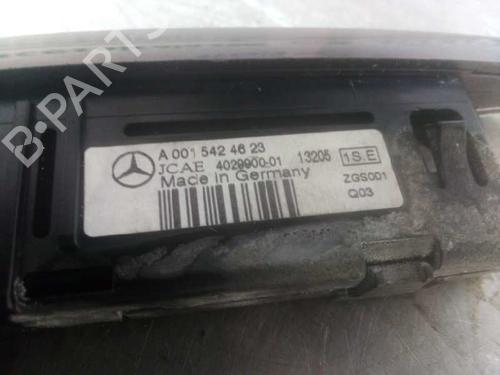 B-PARTS
A 001 542 46 23
JCAE 4029900-01 13205 1S.E
Made in Germany ZGS001
Q03